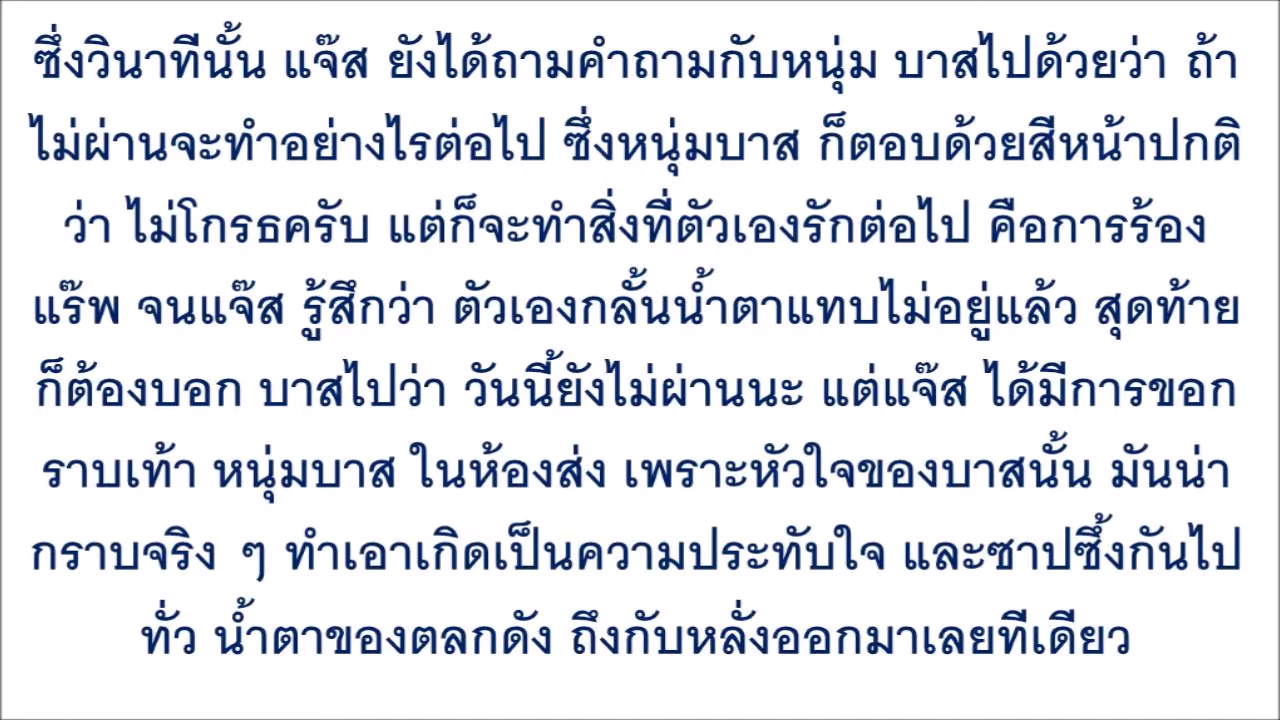 ซึ่งวินาทีนั้น แจ๊ส ยังได้ถามคำถามกับหนุ่ม บาสไปด้วยว่า ถ้า
ไม่ผ่านจะทำอย่างไรต่อไป ซึ่งหนุ่มบาส ก็ตอบด้วยสีหน้าปกติ
ว่า ไม่โกรธครับ แต่ก็จะทำสิ่งที่ตัวเองรักต่อไป คือการร้อง
แร๊พ จนแจ๊ส รู้สึกว่า ตัวเองกลั้นน้ำตาแทบไม่อยู่แล้ว สุดท้าย
ก็ต้องบอก บาสไปว่า วันนี้ยังไม่ผ่านนะ แต่แจ๊ส ได้มีการขอก
ราบเท้า หนุ่มบาส ในห้องส่ง เพราะหัวใจของบาสนั้น มันน่า
กราบจริง ๆ ทำเอาเกิดเป็นความประทับใจ และซาปซึ้งกันไป
ทั่ว น้ำตาของตลกดัง ถึงกับหลั่งออกมาเลยทีเดียว